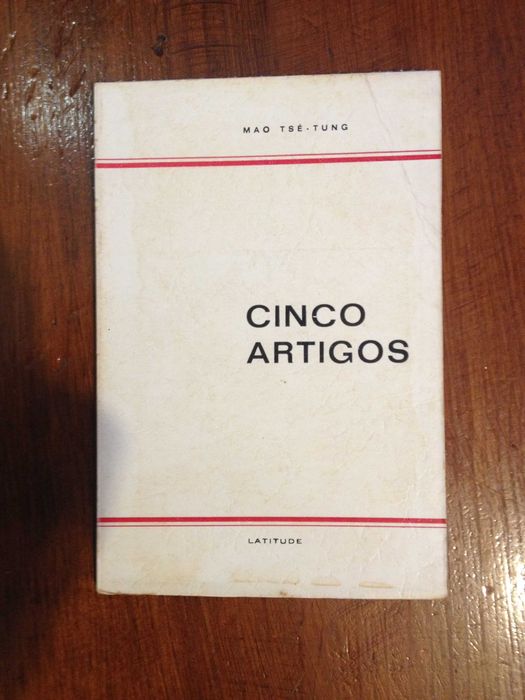 MAO TSÉ-TUNG
CINCO
ARTIGOS
LATITUDE